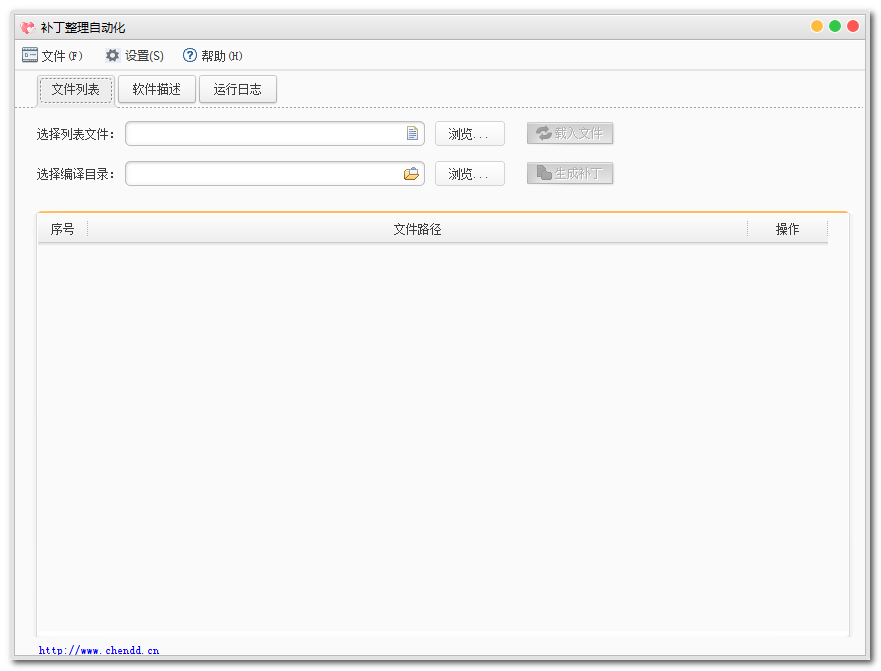 补丁整理自动化
文件(F) 设置(S) 帮助(H)
文件列表 软件描述 运行日志
选择列表文件： 浏览... 载入文件
选择编译目录： 浏览... 生成补丁
序号 文件路径 操作
http://www.chendd.cn